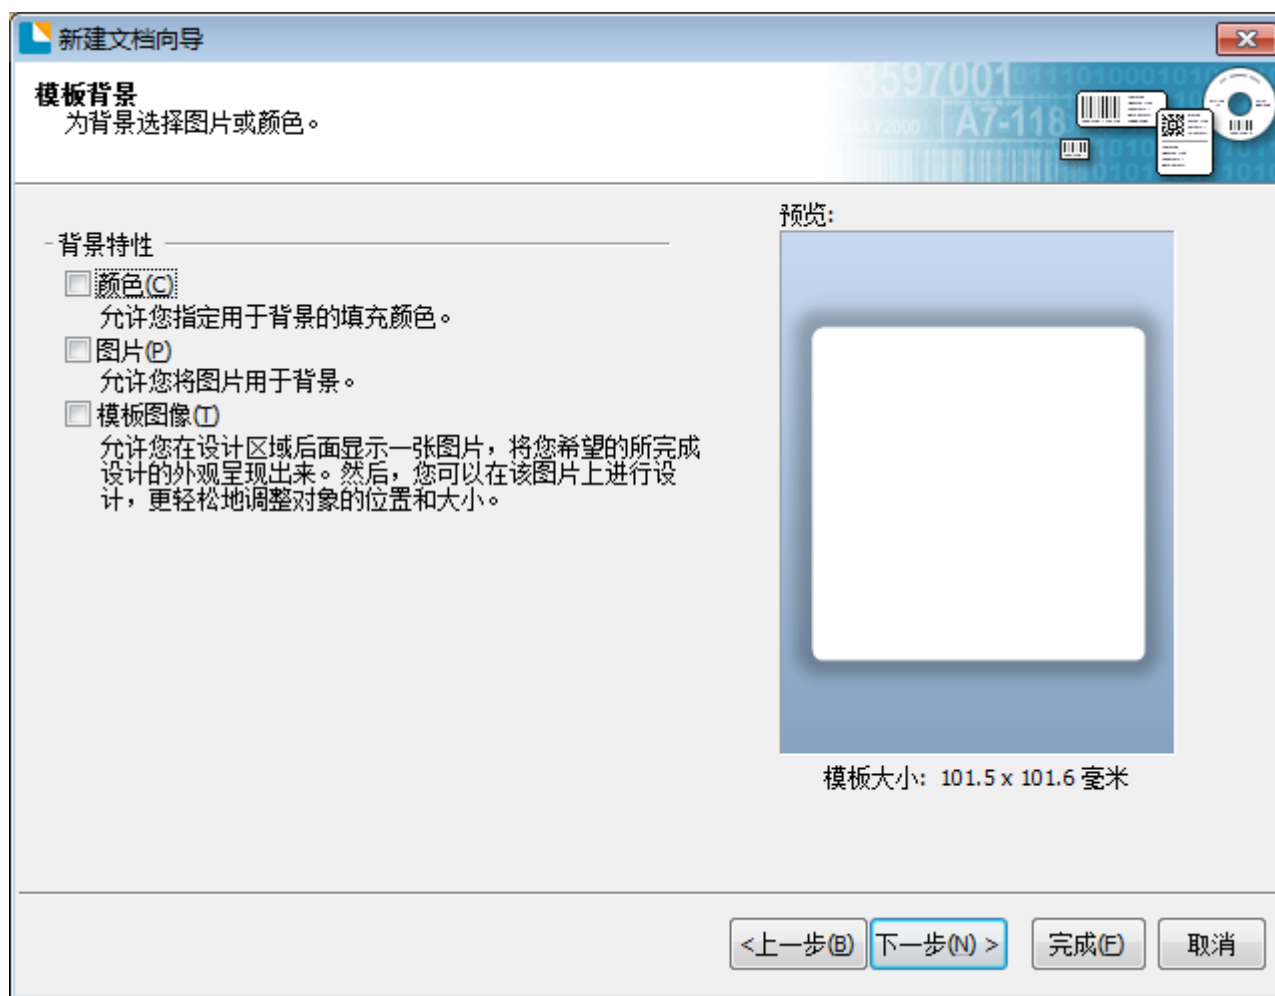 新建文档向导
模板背景
为背景选择图片或颜色。
3597001
A7-118
预览:
背景特性
颜色(C)
允许您指定用于背景的填充颜色。
图片(P)
允许您将图片用于背景。
模板图像(T)
允许您在设计区域后面显示一张图片，将您希望的所完成
设计的外观呈现出来。然后，您可以在该图片上进行设
计，更轻松地调整对象的位置和大小。
模板大小: 101.5 x 101.6 毫米
<上一步(B)
下一步(N) >
完成(F)
取消